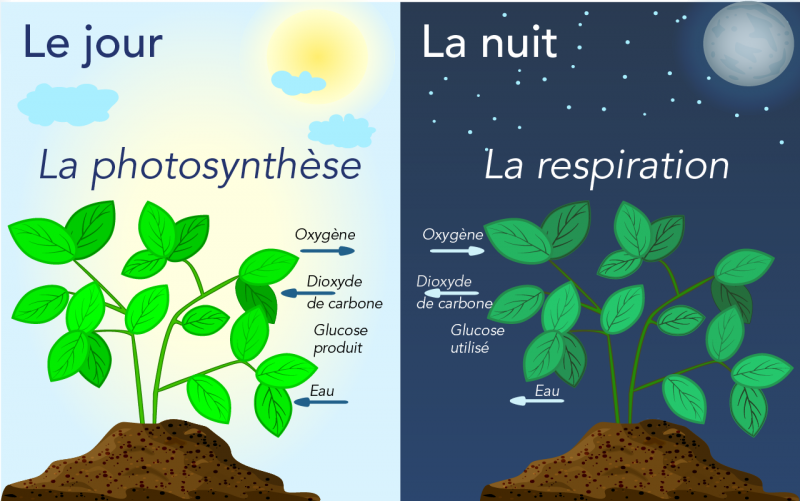 Le jour
La photosynthèse
Oxygène
Dioxyde
de carbone
Glucose
produit
Eau
La nuit
La respiration
Oxygène
Dioxyde
de carbone
Glucose
utilisé
Eau